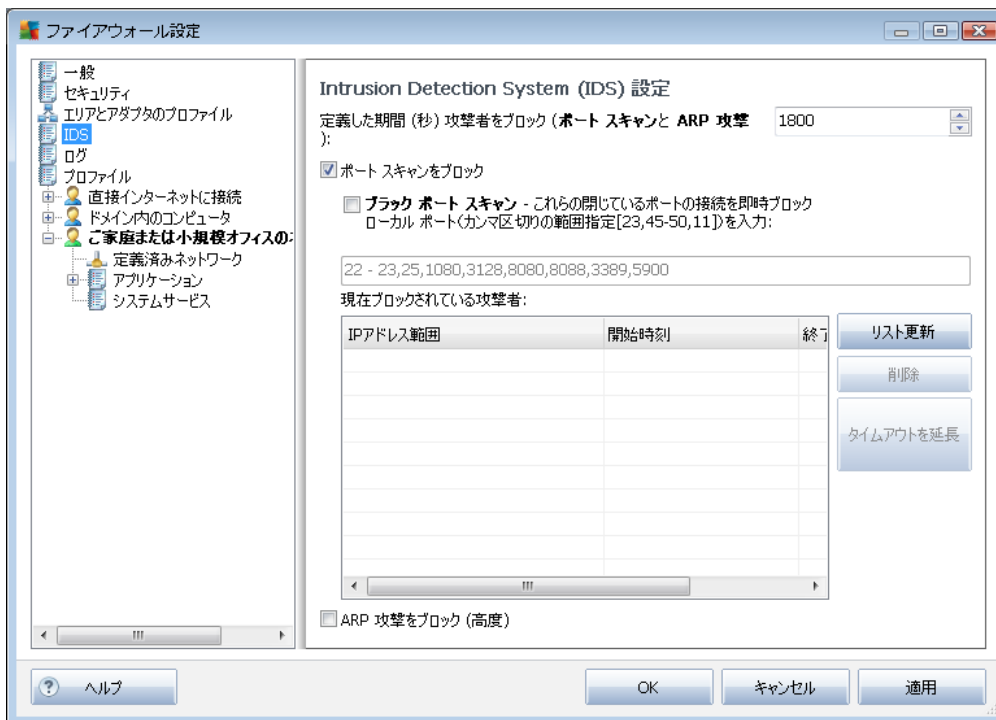 ファイアウォール設定
一般
セキュリティ
エリアとアダプタのプロファイル
IDS
ログ
プロファイル
直接インターネットに接続
ドメイン内のコンピュータ
ご家庭または小規模オフィスの
定義済みネットワーク
アプリケーション
システムサービス
Intrusion Detection System (IDS) 設定
定義した期間 (秒) 攻撃者をブロック (ポート スキャンと ARP 攻撃
):
1800
ポート スキャンをブロック
ブラック ポート スキャン - これらの閉じているポートの接続を即時ブロック
ローカル ポート(カンマ区切りの範囲指定[23,45-50,11])を入力:
22 - 23,25,1080,3128,8080,8088,3389,5900
現在ブロックされている攻撃者:
IPアドレス範囲 開始時刻 終了
リスト更新
削除
タイムアウトを延長
ARP 攻撃をブロック (高度)
? ヘルプ
OK
キャンセル
適用